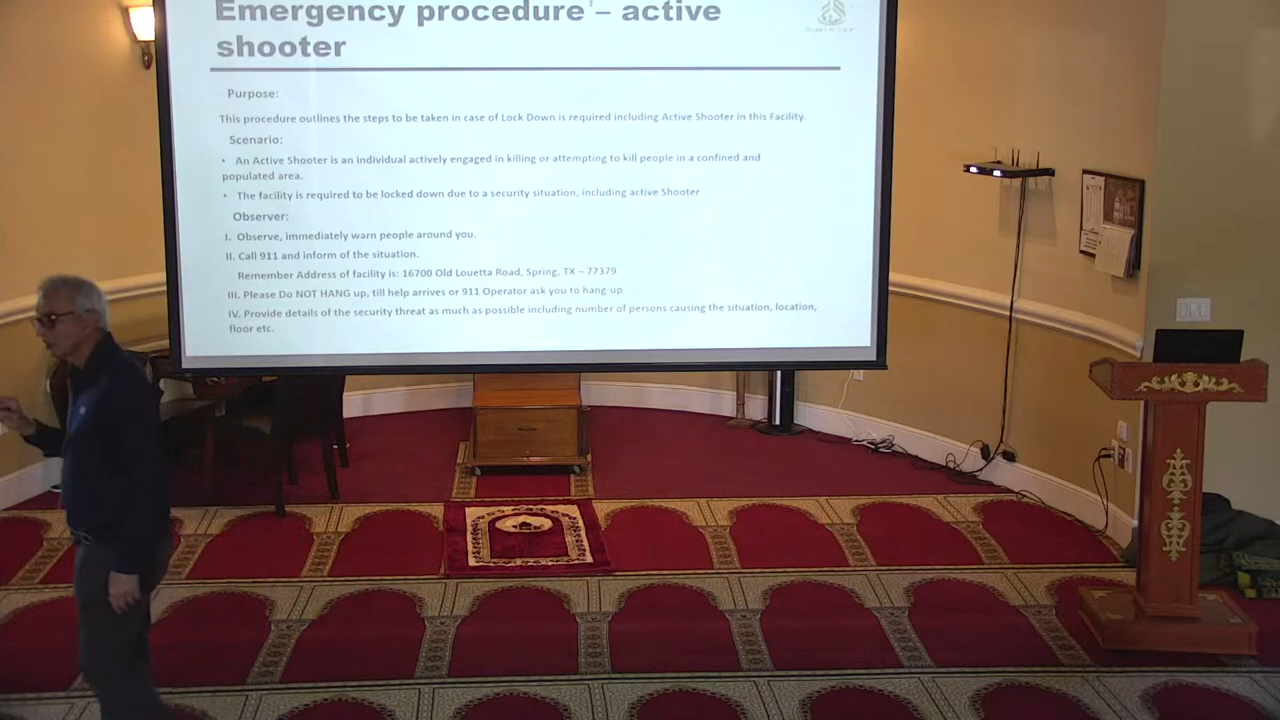 Emergency procedure – active
shooter
Purpose:
This procedure outlines the steps to be taken in case of Lock Down is required including Active Shooter in this Facility.
Scenario:
• An Active Shooter is an individual actively engaged in killing or attempting to kill people in a confined and
populated area.
• The facility is required to be locked down due to a security situation, including active Shooter
Observer:
I. Observe, immediately warn people around you.
II. Call 911 and inform of the situation.
Remember Address of facility is: 16700 Old Louetta Road, Spring, TX – 77379.
III. Please Do NOT HANG up, till help arrives or 911 Operator ask you to hang-up.
IV. Provide details of the security threat as much as possible including number of persons causing the situation, location,
floor etc.